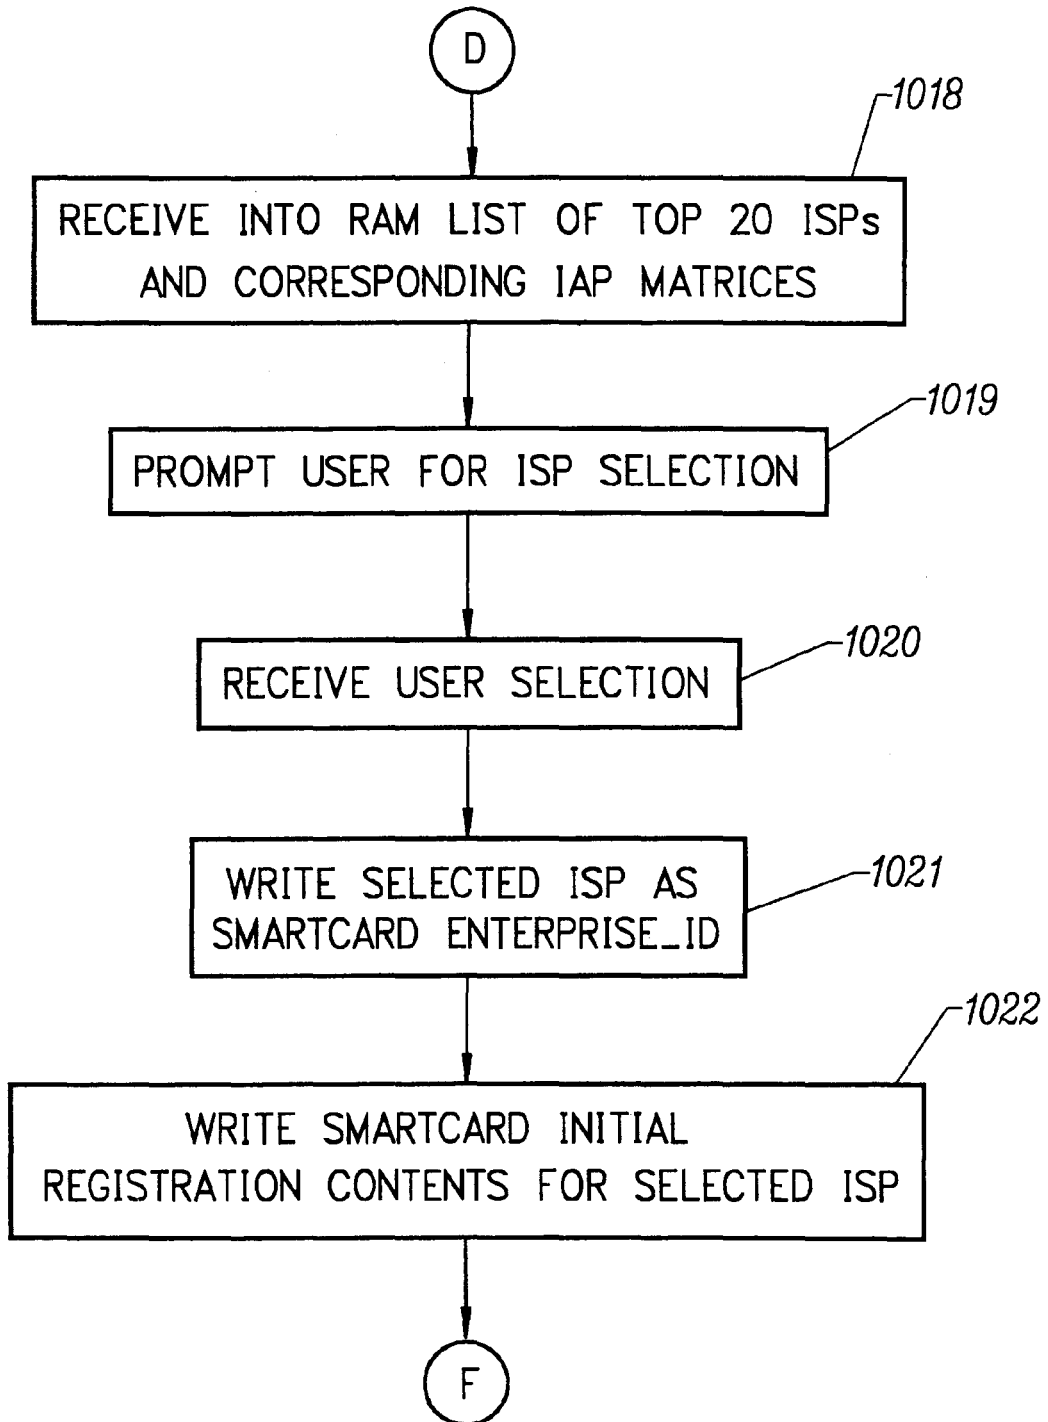 D
1018
RECEIVE INTO RAM LIST OF TOP 20 ISPs
AND CORRESPONDING IAP MATRICES
1019
PROMPT USER FOR ISP SELECTION
1020
RECEIVE USER SELECTION
1021
WRITE SELECTED ISP AS
SMARTCARD ENTERPRISE_ID
1022
WRITE SMARTCARD INITIAL
REGISTRATION CONTENTS FOR SELECTED ISP
F